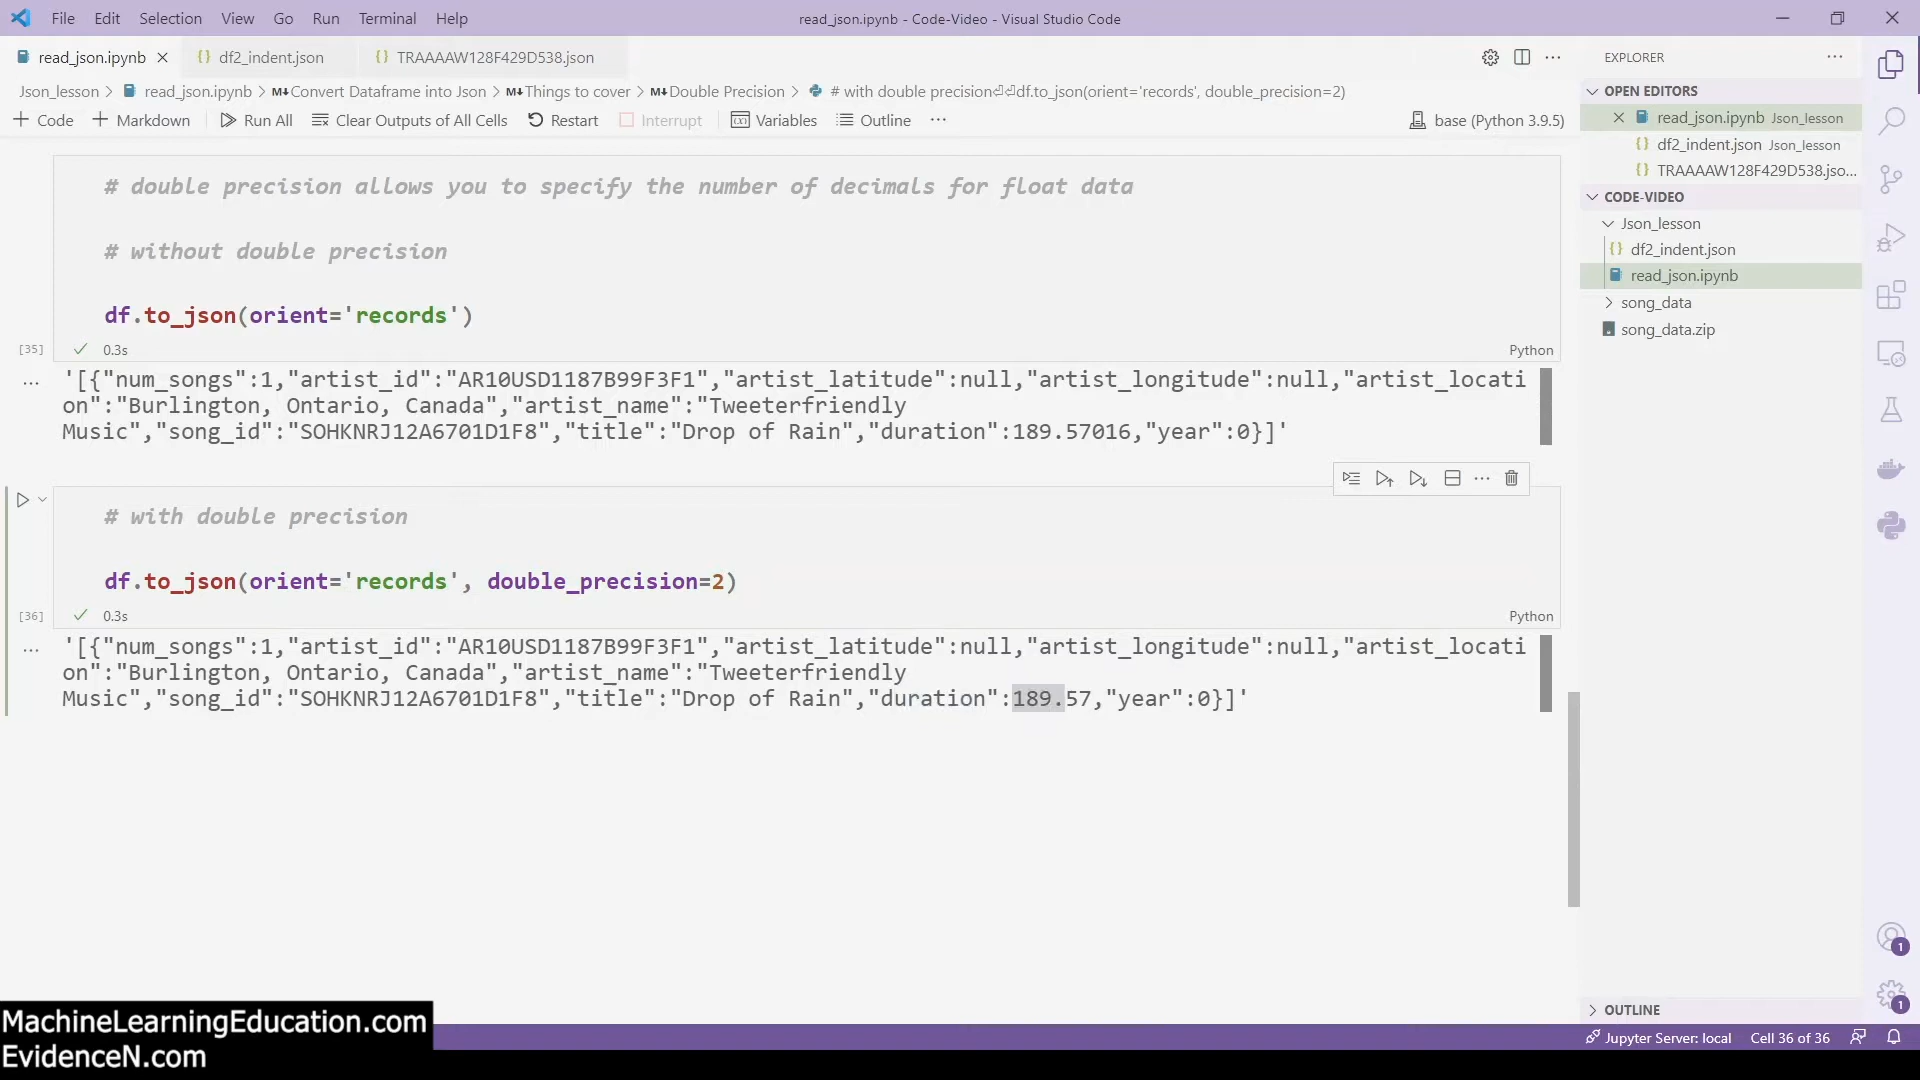 File Edit Selection View Go Run Terminal Help
read_json.ipynb - Code-Video - Visual Studio Code
read_json.ipynb
df2_indent.json
TRAAAAW128F429D538.json
Json_lesson > read_json.ipynb > M↓Convert Dataframe into Json > M↓Things to cover > M↓Double Precision > # with double precision⏎⏎df.to_json(orient='records', double_precision=2)
Code Markdown Run All Clear Outputs of All Cells Restart Interrupt Variables Outline ... base (Python 3.9.5)
# double precision allows you to specify the number of decimals for float data
# without double precision
df.to_json(orient='records')
[35] 0.3s Python
'[{"num_songs":1,"artist_id":"AR10USD1187B99F3F1","artist_latitude":null,"artist_longitude":null,"artist_locati
on":"Burlington, Ontario, Canada","artist_name":"Tweeterfriendly
Music","song_id":"SOHKNRJ12A6701D1F8","title":"Drop of Rain","duration":189.57016,"year":0}]'
# with double precision
df.to_json(orient='records', double_precision=2)
[36] 0.3s Python
'[{"num_songs":1,"artist_id":"AR10USD1187B99F3F1","artist_latitude":null,"artist_longitude":null,"artist_locati
on":"Burlington, Ontario, Canada","artist_name":"Tweeterfriendly
Music","song_id":"SOHKNRJ12A6701D1F8","title":"Drop of Rain","duration":189.57,"year":0}]'
EXPLORER
OPEN EDITORS
read_json.ipynb Json_lesson
df2_indent.json Json_lesson
TRAAAAW128F429D538.jso...
CODE-VIDEO
Json_lesson
df2_indent.json
read_json.ipynb
song_data
song_data.zip
1
1
OUTLINE
Jupyter Server: local Cell 36 of 36
MachineLearningEducation.com
EvidenceN.com